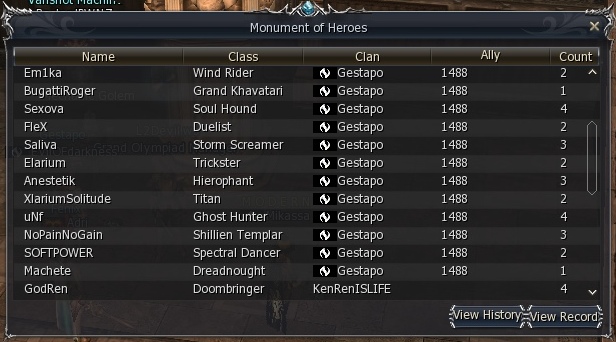 Monument of Heroes
Name Class Clan Ally Count
Em1ka Wind Rider Gestapo 1488 2
BugattiRoger Grand Khavatari Gestapo 1488 1
Sexova Soul Hound Gestapo 1488 4
FleX Duelist Gestapo 1488 2
Saliva Storm Screamer Gestapo 1488 3
Elarium Trickster Gestapo 1488 2
Anestetik Hierophant Gestapo 1488 3
XlariumSolitude Titan Gestapo 1488 2
uNf Ghost Hunter Gestapo 1488 4
NoPainNoGain Shillien Templar Gestapo 1488 3
SOFTPOWER Spectral Dancer Gestapo 1488 2
Machete Dreadnought Gestapo 1488 1
GodRen Doombringer KenRenISLIFE 4
View History View Record